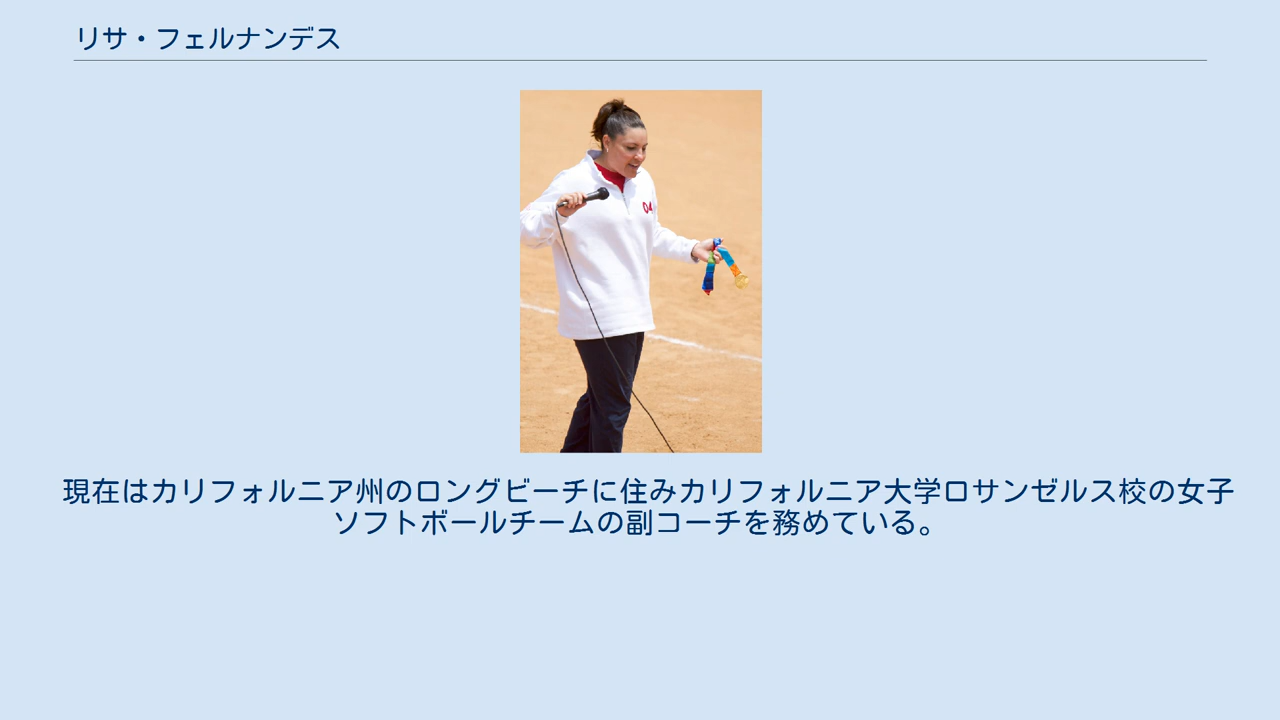 リサ・フェルナンデス
04
現在はカリフォルニア州のロングビーチに住みカリフォルニア大学ロサンゼルス校の女子
ソフトボールチームの副コーチを務めている。